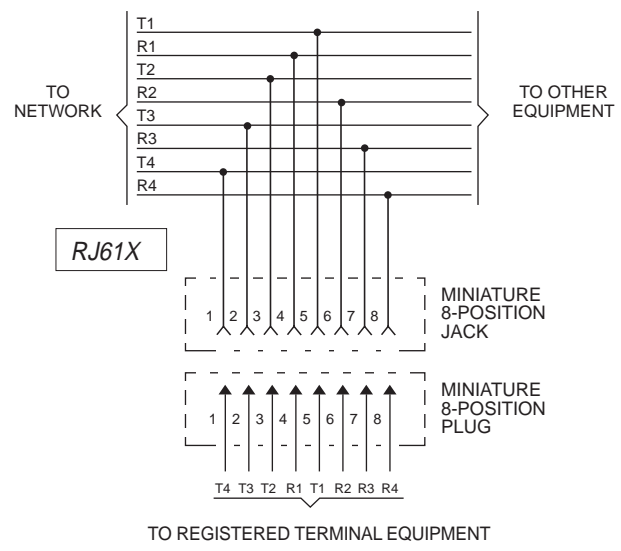 T1
R1
T2
R2
T3
R3
T4
R4
TO
NETWORK
TO OTHER
EQUIPMENT
RJ61X
1 2 3 4 5 6 7 8
MINIATURE
8-POSITION
JACK
1 2 3 4 5 6 7 8
MINIATURE
8-POSITION
PLUG
T4 T3 T2 R1 T1 R2 R3 R4
TO REGISTERED TERMINAL EQUIPMENT